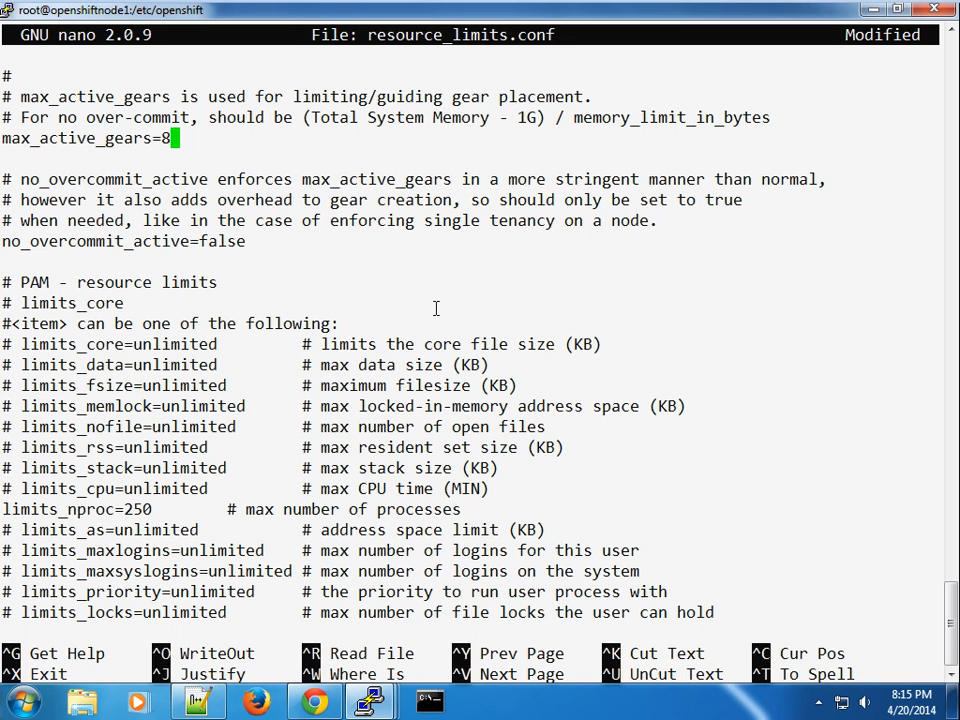 root@openshiftnode1:/etc/openshift
GNU nano 2.0.9 File: resource_limits.conf Modified
#
# max_active_gears is used for limiting/guiding gear placement.
# For no over-commit, should be (Total System Memory - 1G) / memory_limit_in_bytes
max_active_gears=8
# no_overcommit_active enforces max_active_gears in a more stringent manner than normal,
# however it also adds overhead to gear creation, so should only be set to true
# when needed, like in the case of enforcing single tenancy on a node.
no_overcommit_active=false
# PAM - resource limits
# limits_core
#<item> can be one of the following:
# limits_core=unlimited # limits the core file size (KB)
# limits_data=unlimited # max data size (KB)
# limits_fsize=unlimited # maximum filesize (KB)
# limits_memlock=unlimited # max locked-in-memory address space (KB)
# limits_nofile=unlimited # max number of open files
# limits_rss=unlimited # max resident set size (KB)
# limits_stack=unlimited # max stack size (KB)
# limits_cpu=unlimited # max CPU time (MIN)
limits_nproc=250 # max number of processes
# limits_as=unlimited # address space limit (KB)
# limits_maxlogins=unlimited # max number of logins for this user
# limits_maxsyslogins=unlimited # max number of logins on the system
# limits_priority=unlimited # the priority to run user process with
# limits_locks=unlimited # max number of file locks the user can hold
^G Get Help ^O WriteOut ^R Read File ^Y Prev Page ^K Cut Text ^C Cur Pos
^X Exit ^J Justify ^W Where Is ^V Next Page ^U UnCut Text ^T To Spell
8:15 PM
4/20/2014